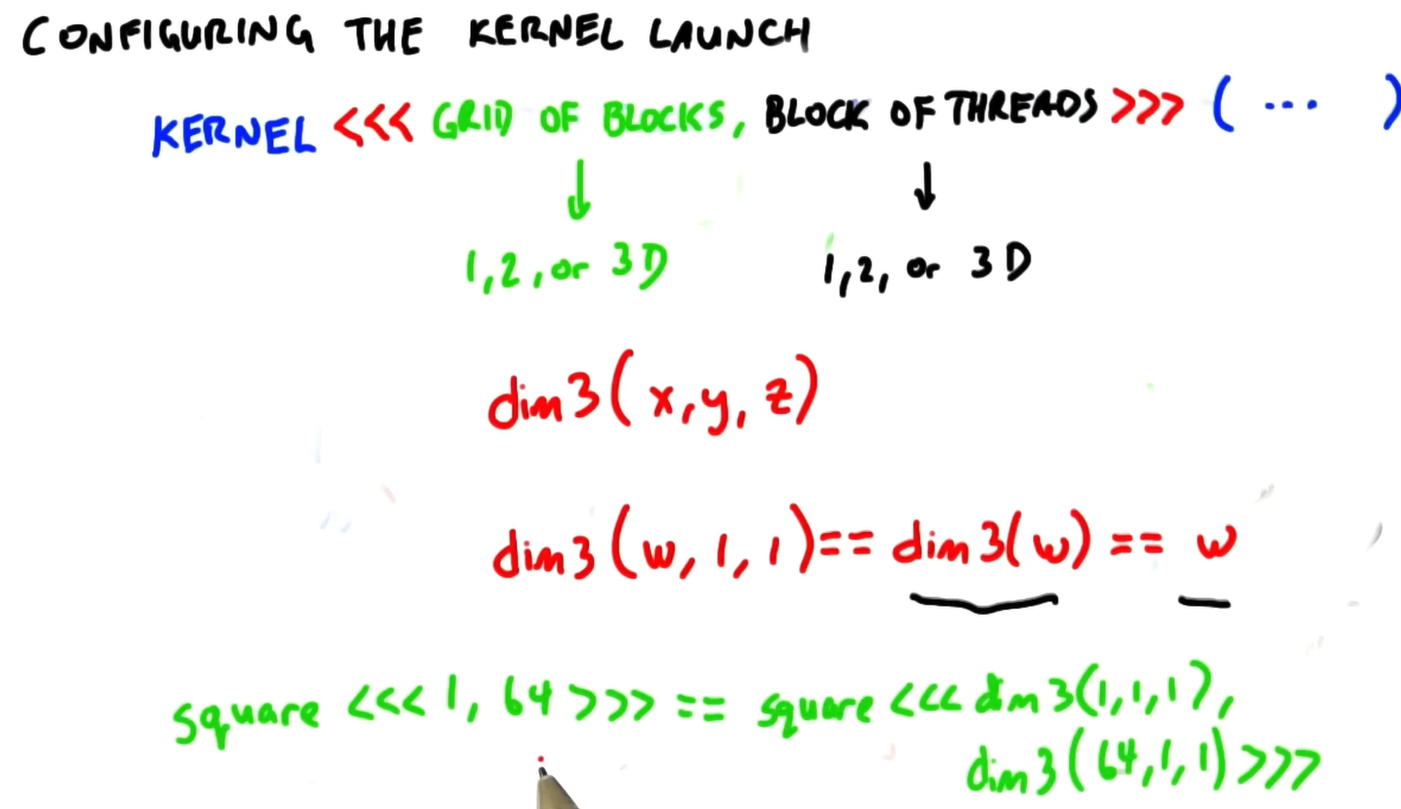 CONFIGURING THE KERNEL LAUNCH
KERNEL <<< GRID OF BLOCKS, BLOCK OF THREADS >>> ( ... )
1,2, or 3D 1,2, or 3D
dim3(x,y,z)
dim3(w,1,1)== dim3(w) == w
square <<< 1, 64 >>> == square <<< dim3(1,1,1),
dim3(64,1,1)>>>